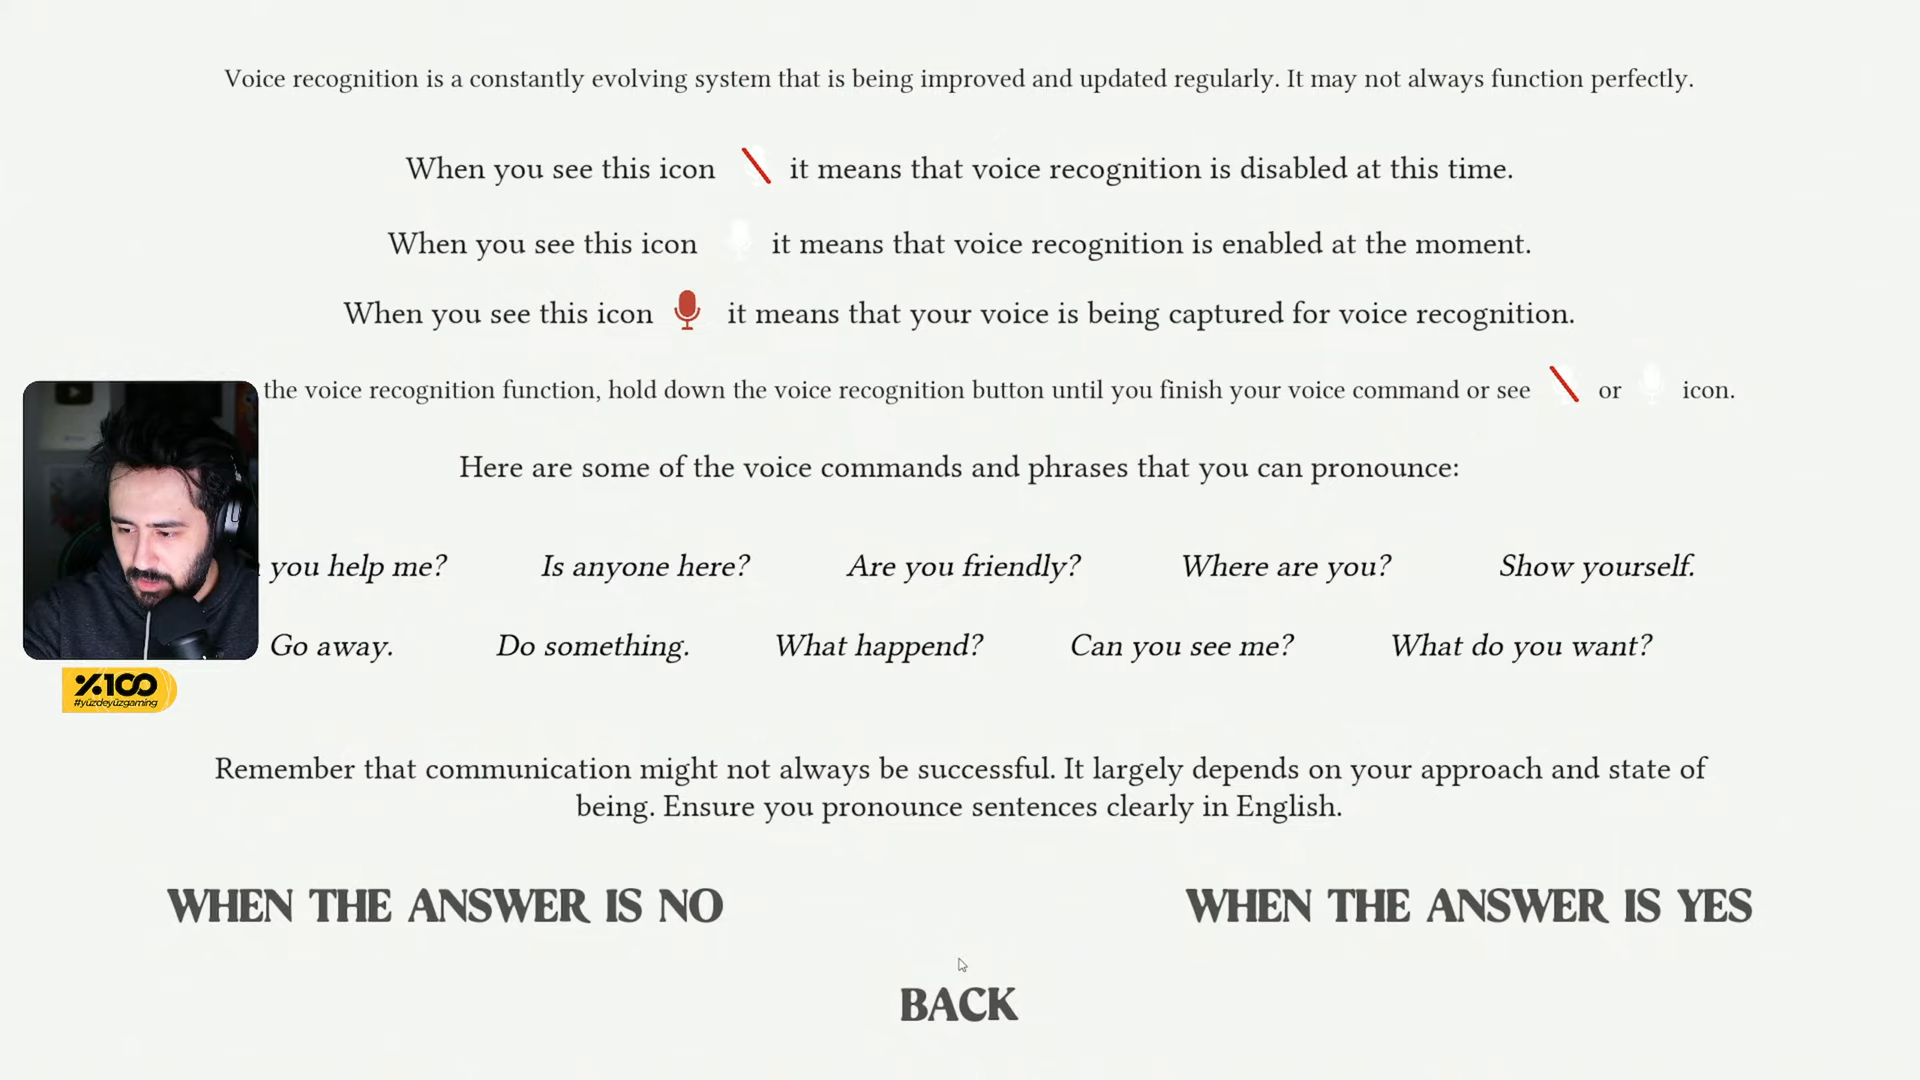 Voice recognition is a constantly evolving system that is being improved and updated regularly. It may not always function perfectly.
When you see this icon it means that voice recognition is disabled at this time.
When you see this icon it means that voice recognition is enabled at the moment.
When you see this icon it means that your voice is being captured for voice recognition.
the voice recognition function, hold down the voice recognition button until you finish your voice command or see or icon.
Here are some of the voice commands and phrases that you can pronounce:
you help me? Is anyone here? Are you friendly? Where are you? Show yourself.
Go away. Do something. What happend? Can you see me? What do you want?
%100
#yüzdeyüzgaming
Remember that communication might not always be successful. It largely depends on your approach and state of
being. Ensure you pronounce sentences clearly in English.
WHEN THE ANSWER IS NO WHEN THE ANSWER IS YES
BACK